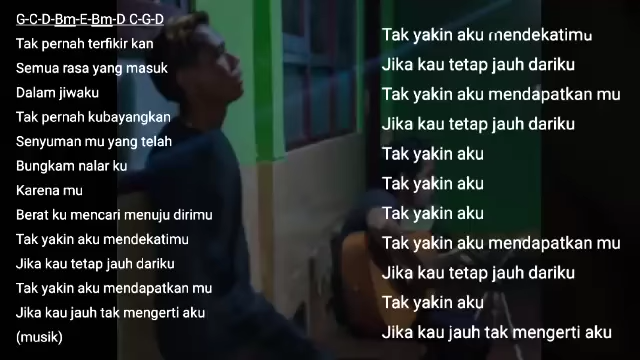 G-C-D-Bm-E-Bm-D C-G-D
Tak pernah terfikir kan
Semua rasa yang masuk
Dalam jiwaku
Tak pernah kubayangkan
Senyuman mu yang telah
Bungkam nalar ku
Karena mu
Berat ku mencari menuju dirimu
Tak yakin aku mendekatimu
Jika kau tetap jauh dariku
Tak yakin aku mendapatkan mu
Jika kau jauh tak mengerti aku
(musik)
Tak yakin aku mendekatimu
Jika kau tetap jauh dariku
Tak yakin aku mendapatkan mu
Jika kau tetap jauh dariku
Tak yakin aku
Tak yakin aku
Tak yakin aku
Tak yakin aku mendapatkan mu
Jika kau tetap jauh dariku
Tak yakin aku
Jika kau jauh tak mengerti aku